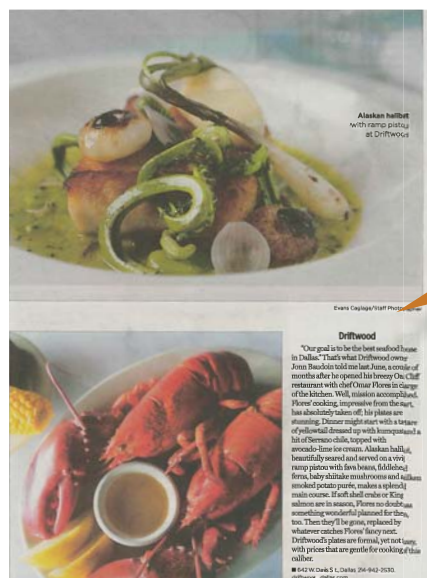 Alaskan halibut
with ramp pistou
at Driftwood
Evans Caglage/Staff Photographer
Driftwood
"Our goal is to be the best seafood house
in Dallas." That's what Driftwood owner
Jonn Baudoin told me last June, a couple of
months after he opened his breezy Oak Cliff
restaurant with chef Omar Flores in charge
of the kitchen. Well, mission accomplished.
Flores' cooking, impressive from the start,
has absolutely taken off; his plates are
stunning. Dinner might start with a tartare
of yellowtail dressed up with kumquats and a
hit of Serrano chile, topped with
avocado-lime ice cream. Alaskan halibut,
beautifully seared and served on a vivid
ramp pistou with fava beans, fiddlehead
ferns, baby shiitake mushrooms and
smoked potato purée, makes a splendid
main course. If soft shell crabs or King
salmon are in season, Flores no doubt has
something wonderful planned for them,
too. Then they'll be gone, replaced by
whatever catches Flores' fancy next.
Driftwood's plates are formal, yet not
with prices that are gentle for cooking of this
caliber.
■ 642 W. Davis St., Dallas 214-942-2530.